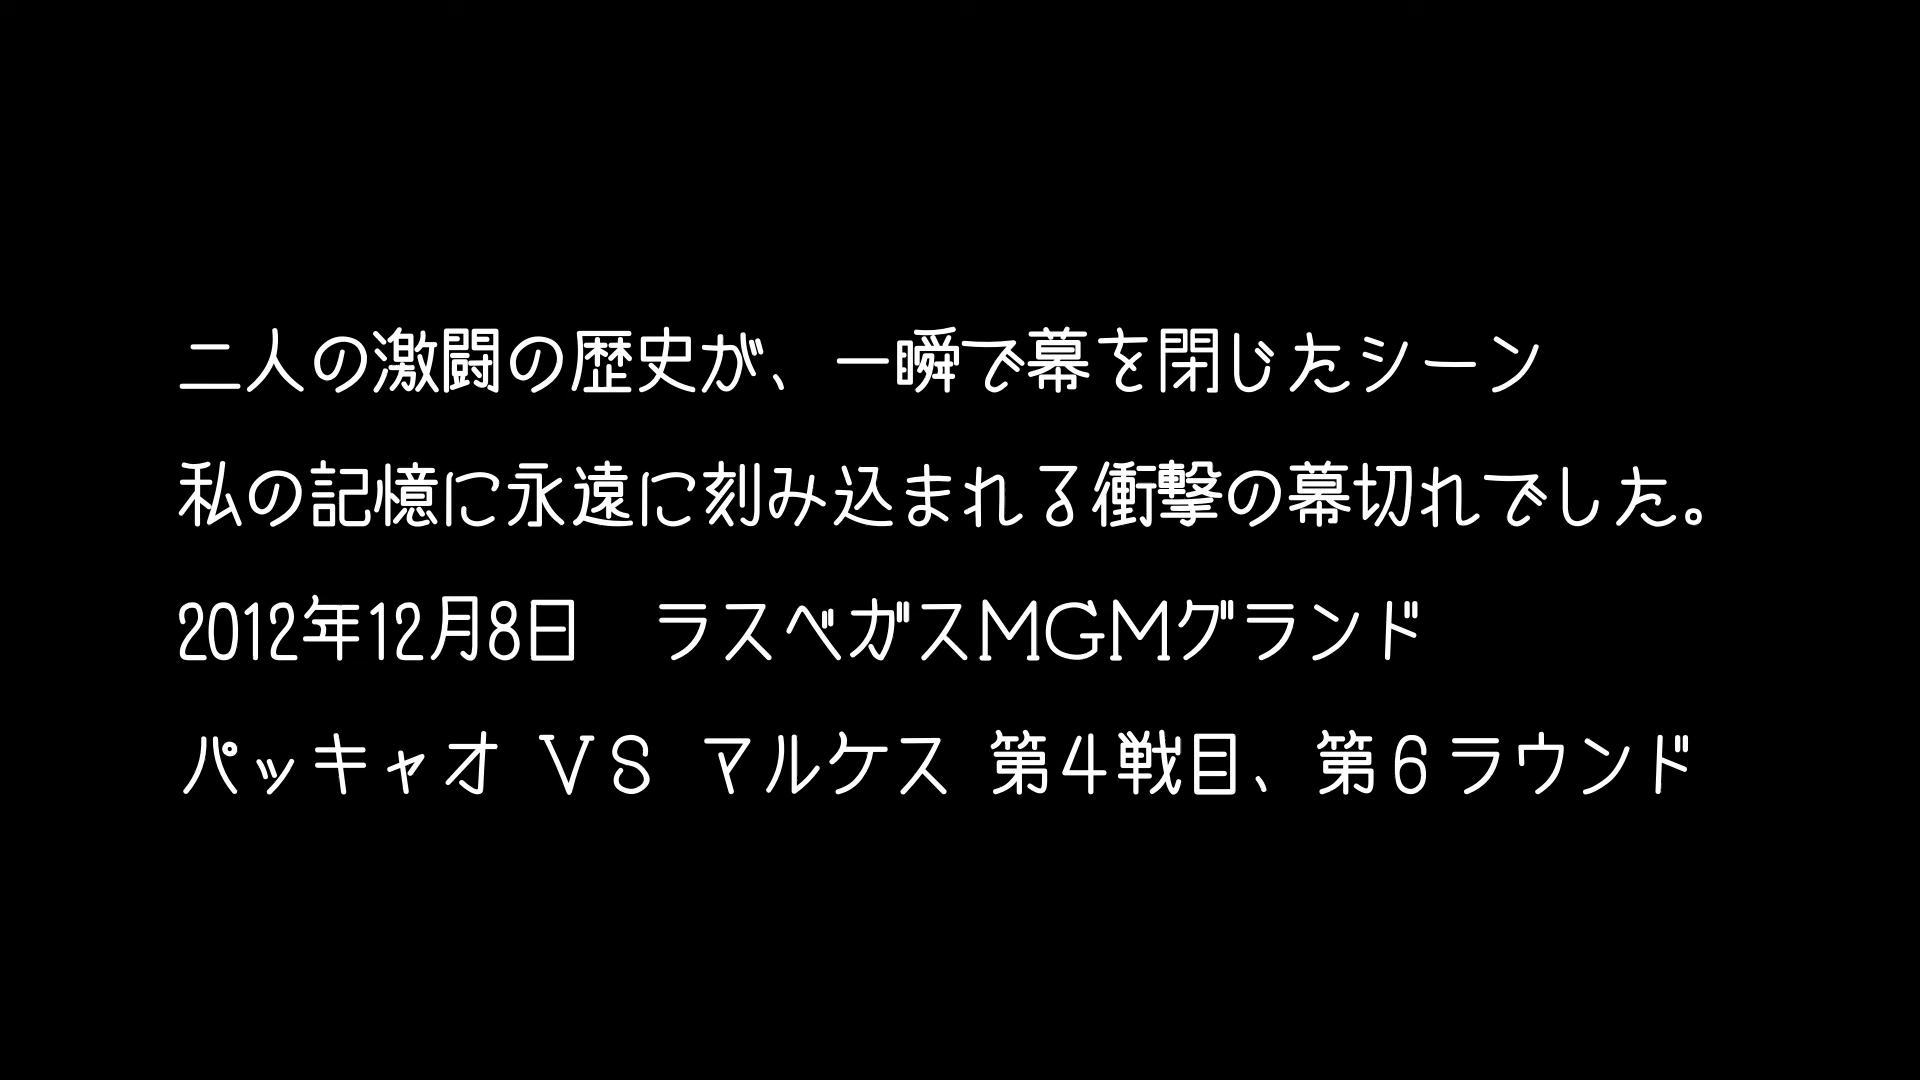 二人の激闘の歴史が、一瞬で幕を閉じたシーン
私の記憶に永遠に刻み込まれる衝撃の幕切れでした。
2012年12月8日　ラスベガスMGMグランド
パッキャオ VS マルケス 第４戦目、第６ラウンド